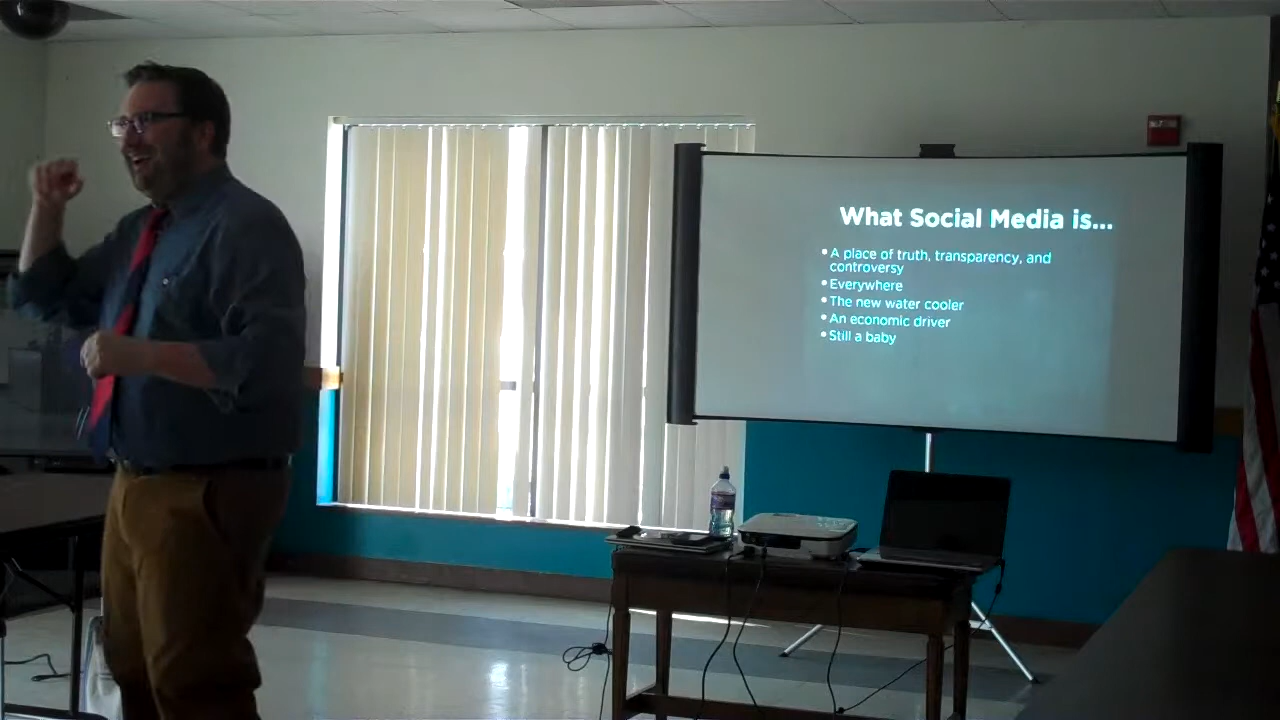 What Social Media is...
• A place of truth, transparency, and
controversy
• Everywhere
• The new water cooler
• An economic driver
• Still a baby